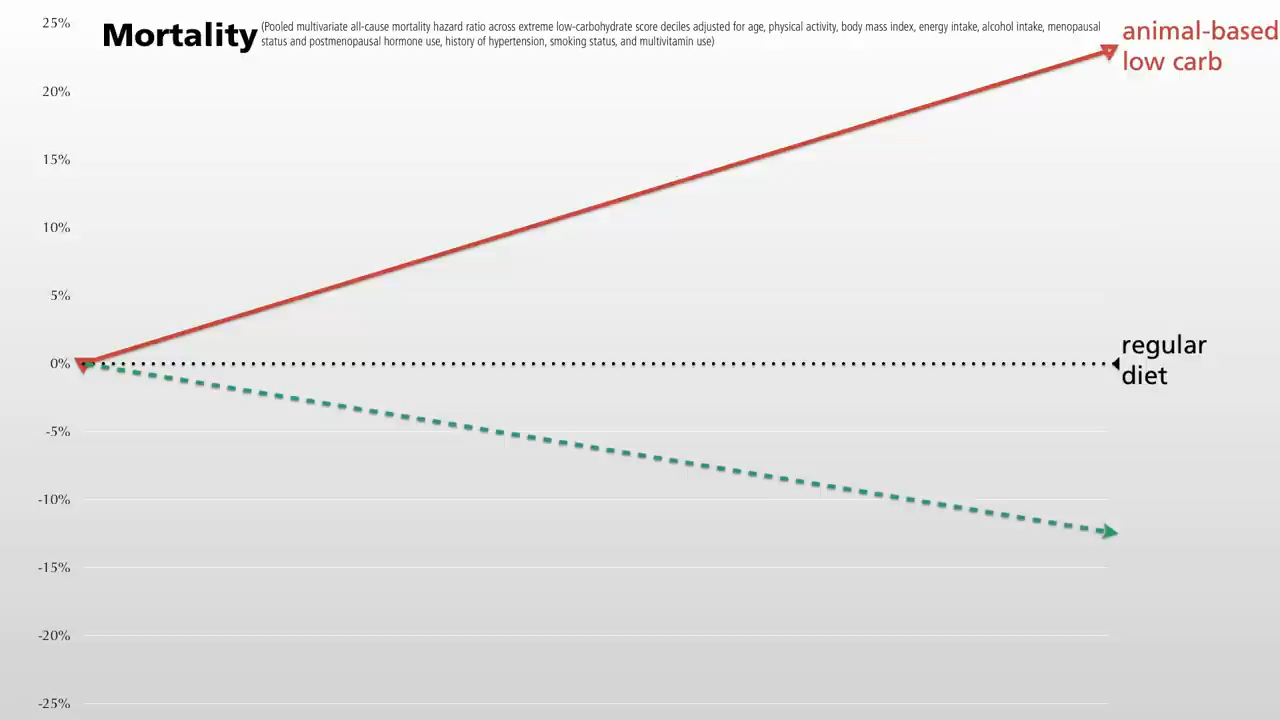 25%
Mortality (Pooled multivariate all-cause mortality hazard ratio across extreme low-carbohydrate score deciles adjusted for age, physical activity, body mass index, energy intake, alcohol intake, menopausal
status and postmenopausal hormone use, history of hypertension, smoking status, and multivitamin use)
animal-based
low carb
20%
15%
10%
5%
0%
regular
diet
-5%
-10%
-15%
-20%
-25%